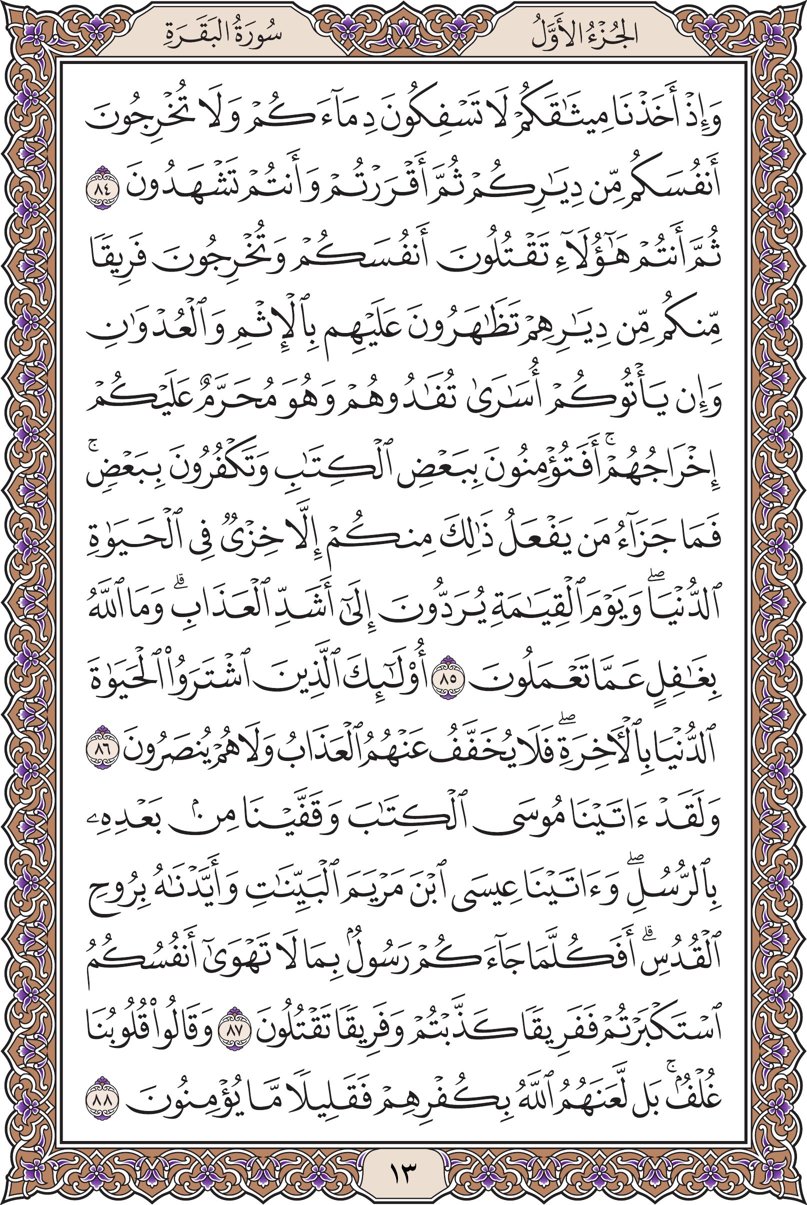 الجُزْءُ الأَوَّلُ
سُورَةُ البَقَرَةِ
وَإِذْ أَخَذْنَا مِيثَٰقَكُمْ لَا تَسْفِكُونَ دِمَآءَكُمْ وَلَا تُخْرِجُونَ
أَنفُسَكُم مِّن دِيَٰرِكُمْ ثُمَّ أَقْرَرْتُمْ وَأَنتُمْ تَشْهَدُونَ ٨٤
ثُمَّ أَنتُمْ هَٰٓؤُلَآءِ تَقْتُلُونَ أَنفُسَكُمْ وَتُخْرِجُونَ فَرِيقًا
مِّنكُم مِّن دِيَٰرِهِمْ تَظَٰهَرُونَ عَلَيْهِم بِٱلْإِثْمِ وَٱلْعُدْوَٰنِ
وَإِن يَأْتُوكُمْ أُسَٰرَىٰ تُفَٰدُوهُمْ وَهُوَ مُحَرَّمٌ عَلَيْكُمْ
إِخْرَاجُهُمْ ۚ أَفَتُؤْمِنُونَ بِبَعْضِ ٱلْكِتَٰبِ وَتَكْفُرُونَ بِبَعْضٍ ۚ
فَمَا جَزَآءُ مَن يَفْعَلُ ذَٰلِكَ مِنكُمْ إِلَّا خِزْىٌ فِى ٱلْحَيَوٰةِ
ٱلدُّنْيَا ۖ وَيَوْمَ ٱلْقِيَٰمَةِ يُرَدُّونَ إِلَىٰٓ أَشَدِّ ٱلْعَذَابِ ۗ وَمَا ٱللَّهُ
بِغَٰفِلٍ عَمَّا تَعْمَلُونَ ٨٥ أُو۟لَٰٓئِكَ ٱلَّذِينَ ٱشْتَرَوُا۟ ٱلْحَيَوٰةَ
ٱلدُّنْيَا بِٱلْءَاخِرَةِ ۖ فَلَا يُخَفَّفُ عَنْهُمُ ٱلْعَذَابُ وَلَا هُمْ يُنصَرُونَ ٨٦
وَلَقَدْ ءَاتَيْنَا مُوسَى ٱلْكِتَٰبَ وَقَفَّيْنَا مِنۢ بَعْدِهِۦ
بِٱلرُّسُلِ ۖ وَءَاتَيْنَا عِيسَى ٱبْنَ مَرْيَمَ ٱلْبَيِّنَٰتِ وَأَيَّدْنَٰهُ بِرُوحِ
ٱلْقُدُسِ ۗ أَفَكُلَّمَا جَآءَكُمْ رَسُولٌۢ بِمَا لَا تَهْوَىٰٓ أَنفُسُكُمُ
ٱسْتَكْبَرْتُمْ فَفَرِيقًا كَذَّبْتُمْ وَفَرِيقًا تَقْتُلُونَ ٨٧ وَقَالُوا۟ قُلُوبُنَا
غُلْفٌۢ ۚ بَل لَّعَنَهُمُ ٱللَّهُ بِكُفْرِهِمْ فَقَلِيلًا مَّا يُؤْمِنُونَ ٨٨
١٣